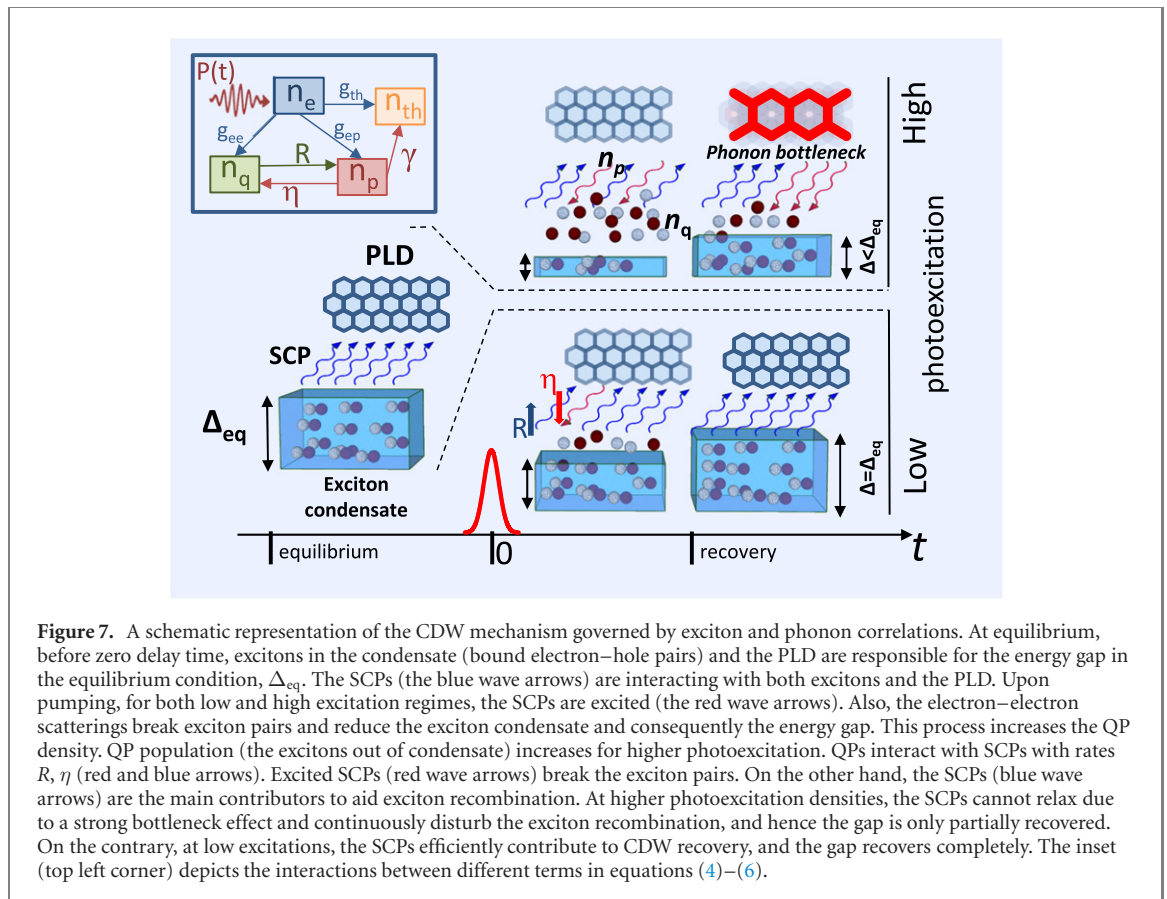 P(t)
nₑ
g_th
n_th
g_ee
g_ep
n_q
R
η
n_p
γ
n_p
Phonon bottleneck
n_q
Δ<Δ_eq
High
PLD
SCP
Δ_eq
Exciton
condensate
photoexcitation
η
R
Δ=Δ_eq
Low
equilibrium
0
recovery
t
Figure 7. A schematic representation of the CDW mechanism governed by exciton and phonon correlations. At equilibrium,
before zero delay time, excitons in the condensate (bound electron–hole pairs) and the PLD are responsible for the energy gap in
the equilibrium condition, Δ_eq. The SCPs (the blue wave arrows) are interacting with both excitons and the PLD. Upon
pumping, for both low and high excitation regimes, the SCPs are excited (the red wave arrows). Also, the electron–electron
scatterings break exciton pairs and reduce the exciton condensate and consequently the energy gap. This process increases the QP
density. QP population (the excitons out of condensate) increases for higher photoexcitation. QPs interact with SCPs with rates
R, η (red and blue arrows). Excited SCPs (red wave arrows) break the exciton pairs. On the other hand, the SCPs (blue wave
arrows) are the main contributors to aid exciton recombination. At higher photoexcitation densities, the SCPs cannot relax due
to a strong bottleneck effect and continuously disturb the exciton recombination, and hence the gap is only partially recovered.
On the contrary, at low excitations, the SCPs efficiently contribute to CDW recovery, and the gap recovers completely. The inset
(top left corner) depicts the interactions between different terms in equations (4)–(6).